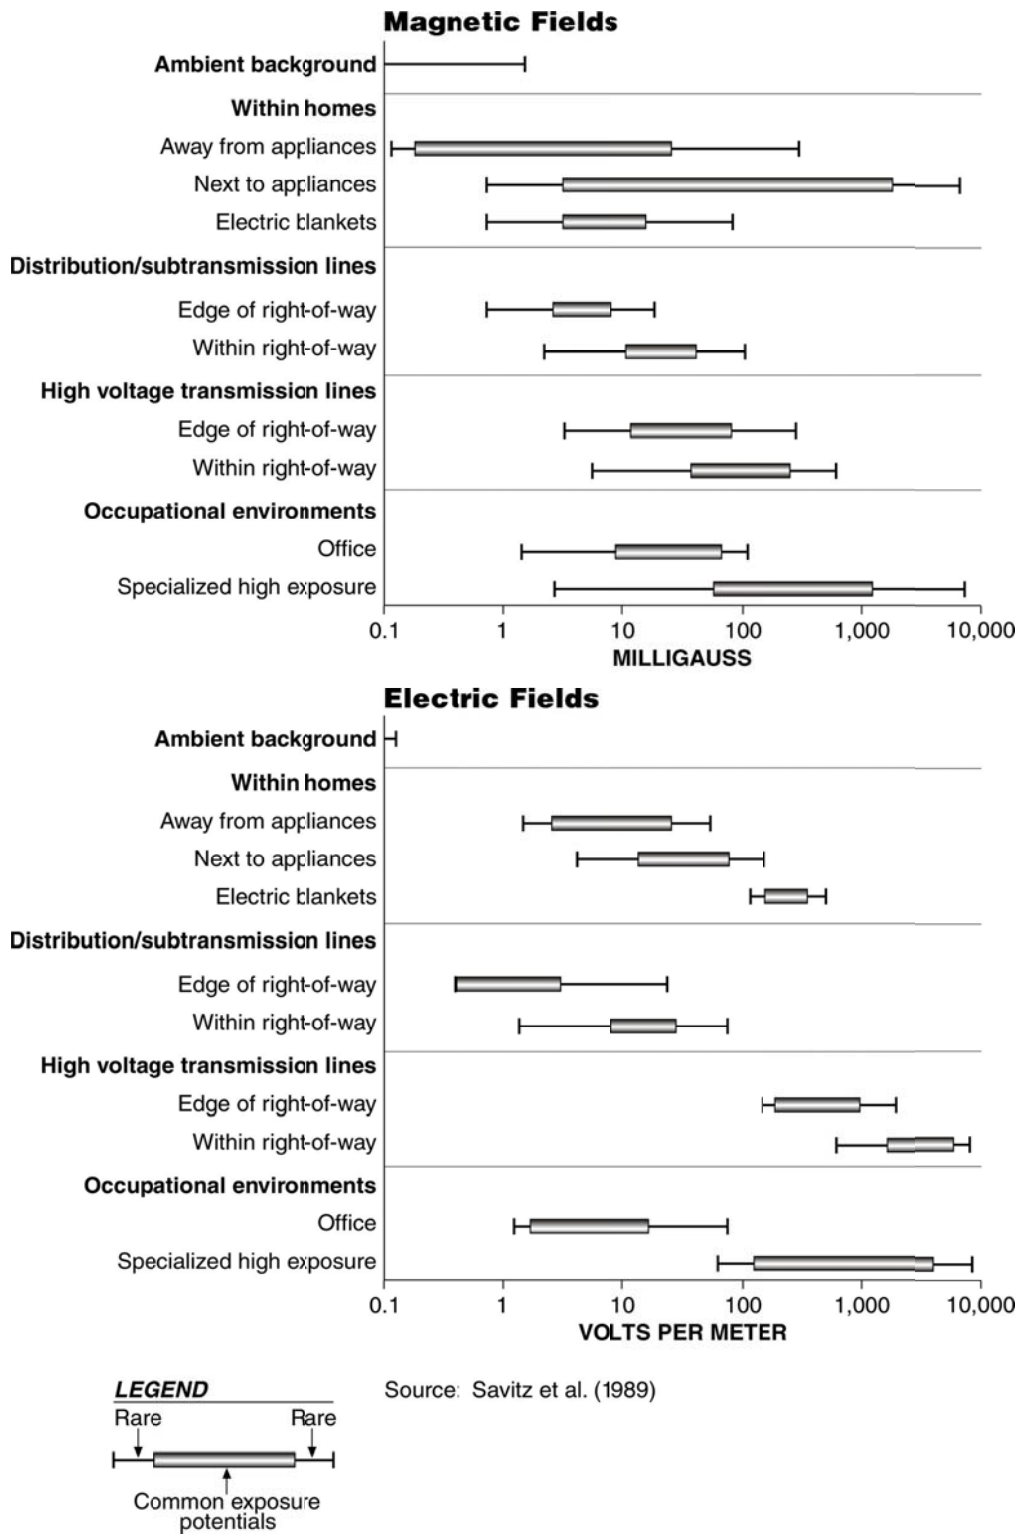 Magnetic Fields
Ambient background
Within homes
Away from appliances
Next to appliances
Electric blankets
Distribution/subtransmission lines
Edge of right-of-way
Within right-of-way
High voltage transmission lines
Edge of right-of-way
Within right-of-way
Occupational environments
Office
Specialized high exposure
0.1 1 10 100 1,000 10,000
MILLIGAUSS
Electric Fields
Ambient background
Within homes
Away from appliances
Next to appliances
Electric blankets
Distribution/subtransmission lines
Edge of right-of-way
Within right-of-way
High voltage transmission lines
Edge of right-of-way
Within right-of-way
Occupational environments
Office
Specialized high exposure
0.1 1 10 100 1,000 10,000
VOLTS PER METER
LEGEND
Rare Rare
Common exposure
potentials
Source: Savitz et al. (1989)